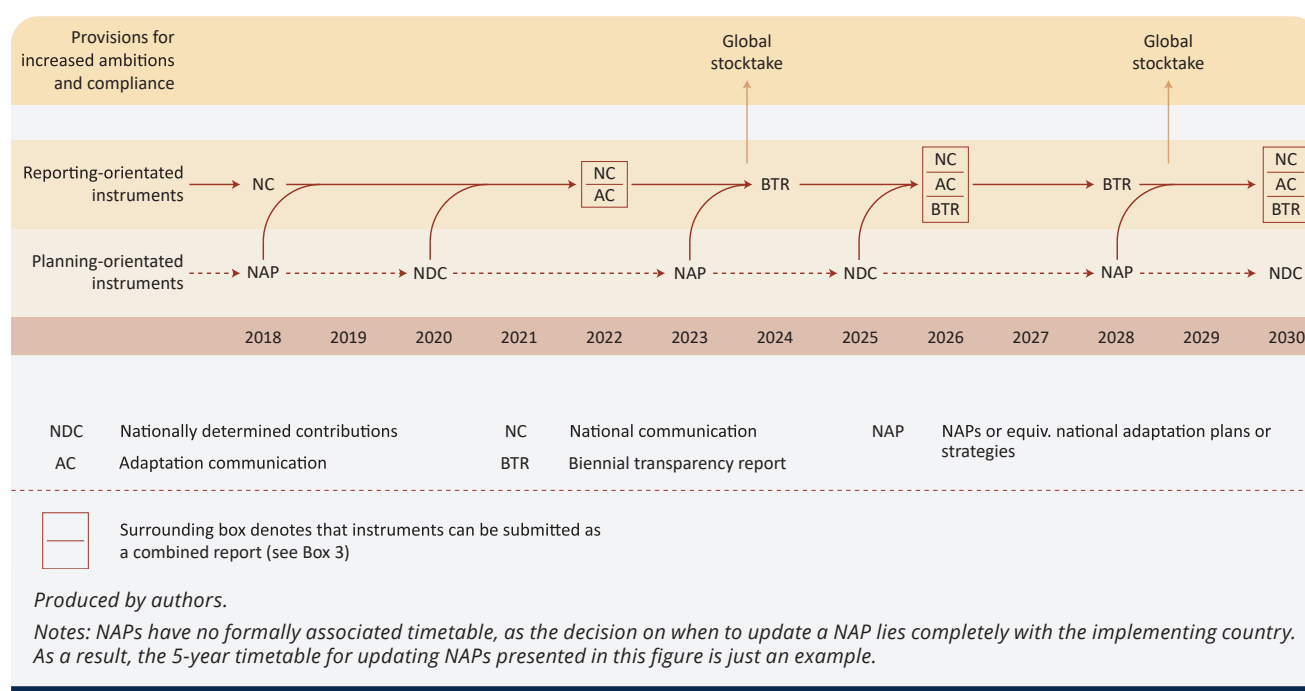 Provisions for
increased ambitions
and compliance
Global
stocktake
Global
stocktake
Reporting-orientated
instruments
NC
NC
AC
BTR
NC
AC
BTR
BTR
NC
AC
BTR
Planning-orientated
instruments
NAP
NDC
NAP
NDC
NAP
NDC
2018 2019 2020 2021 2022 2023 2024 2025 2026 2027 2028 2029 2030
NDC Nationally determined contributions
AC Adaptation communication
NC National communication
BTR Biennial transparency report
NAP NAPs or equiv. national adaptation plans or
strategies
Surrounding box denotes that instruments can be submitted as
a combined report (see Box 3)
Produced by authors.
Notes: NAPs have no formally associated timetable, as the decision on when to update a NAP lies completely with the implementing country.
As a result, the 5-year timetable for updating NAPs presented in this figure is just an example.